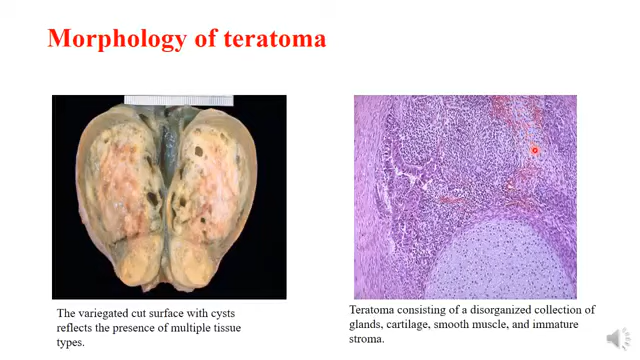 Morphology of teratoma
The variegated cut surface with cysts
reflects the presence of multiple tissue
types.
Teratoma consisting of a disorganized collection of
glands, cartilage, smooth muscle, and immature
stroma.